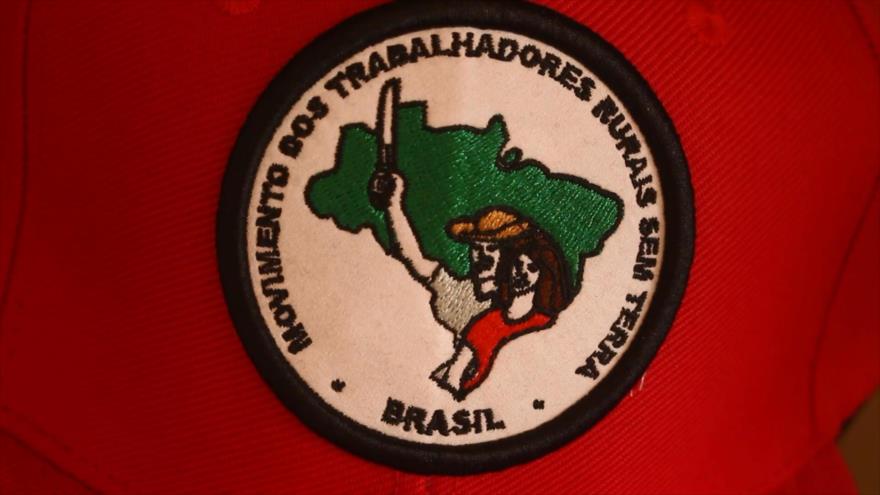 MOVIMENTO DOS TRABALHADORES RURAIS SEM TERRA
BRASIL